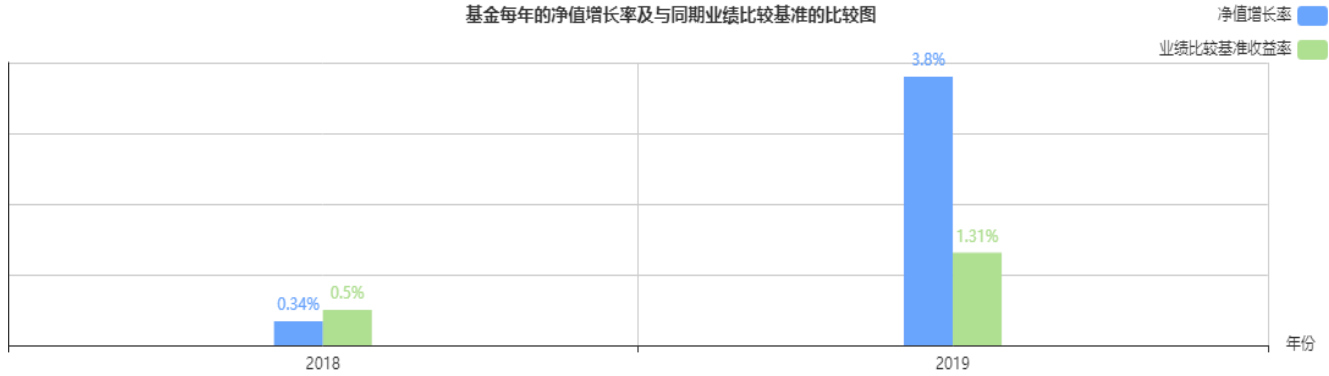 基金每年的净值增长率及与同期业绩比较基准的比较图
净值增长率
业绩比较基准收益率
3.8%
1.31%
0.34%
0.5%
年份
2018
2019